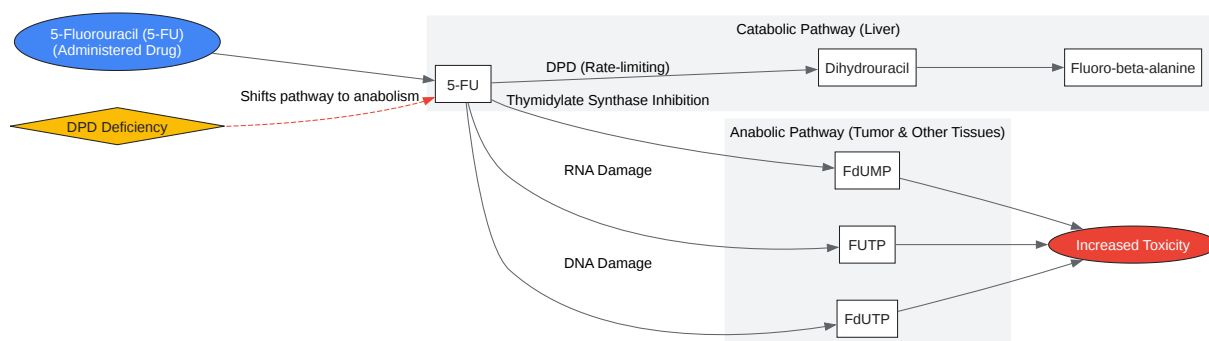 5-Fluorouracil (5-FU)
(Administered Drug)
DPD Deficiency
Shifts pathway to anabolism
5-FU
Catabolic Pathway (Liver)
DPD (Rate-limiting)
Dihydrouracil
Fluoro-beta-alanine
Thymidylate Synthase Inhibition
RNA Damage
DNA Damage
Anabolic Pathway (Tumor & Other Tissues)
FdUMP
FUTP
FdUTP
Increased Toxicity